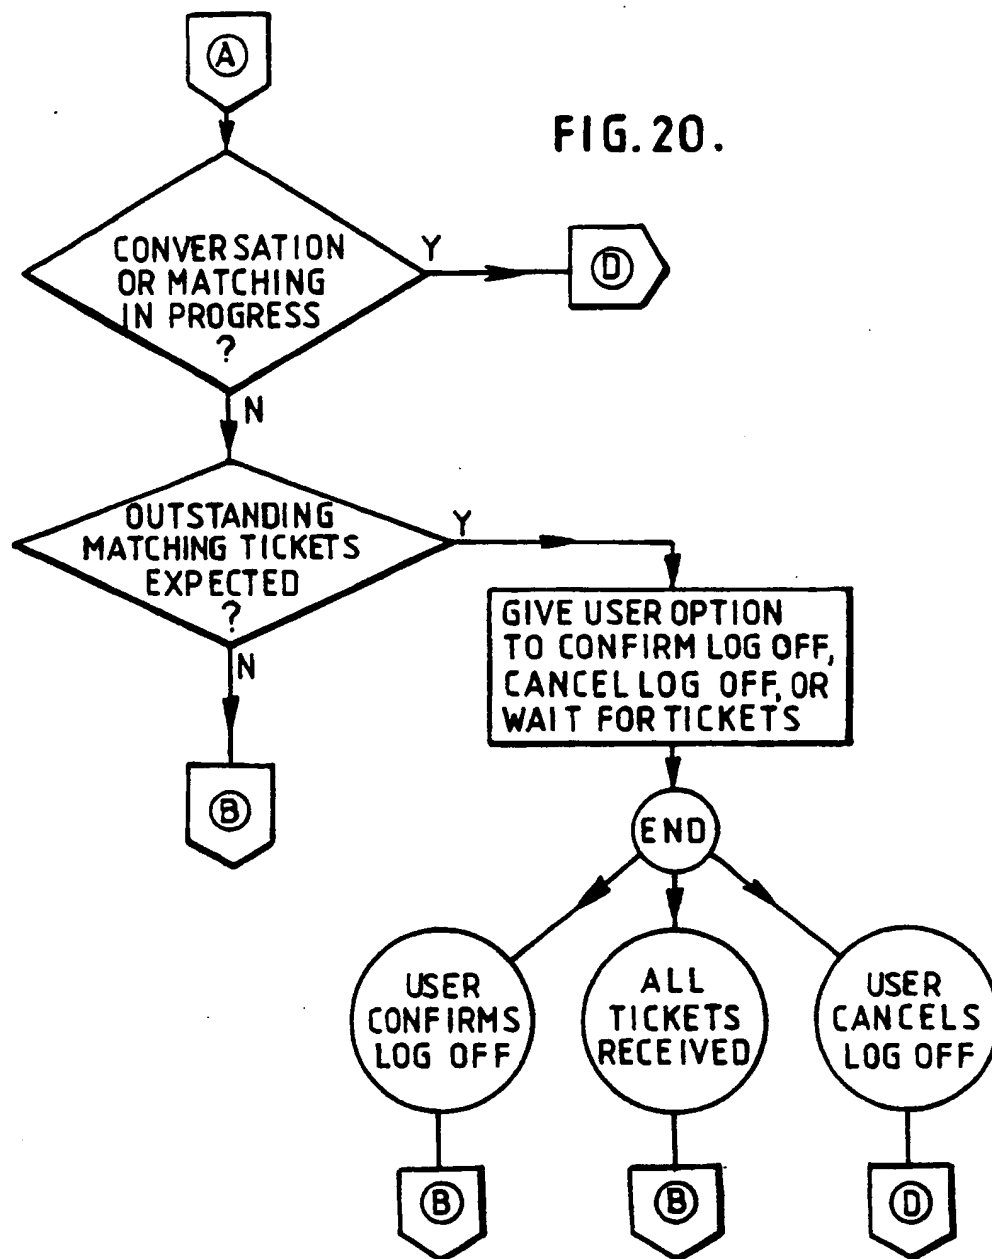 A
FIG. 20.
CONVERSATION
OR MATCHING
IN PROGRESS
?
Y
D
N
OUTSTANDING
MATCHING TICKETS
EXPECTED
?
Y
N
GIVE USER OPTION
TO CONFIRM LOG OFF,
CANCEL LOG OFF, OR
WAIT FOR TICKETS
B
END
USER
CONFIRMS
LOG OFF
ALL
TICKETS
RECEIVED
USER
CANCELS
LOG OFF
B
B
D